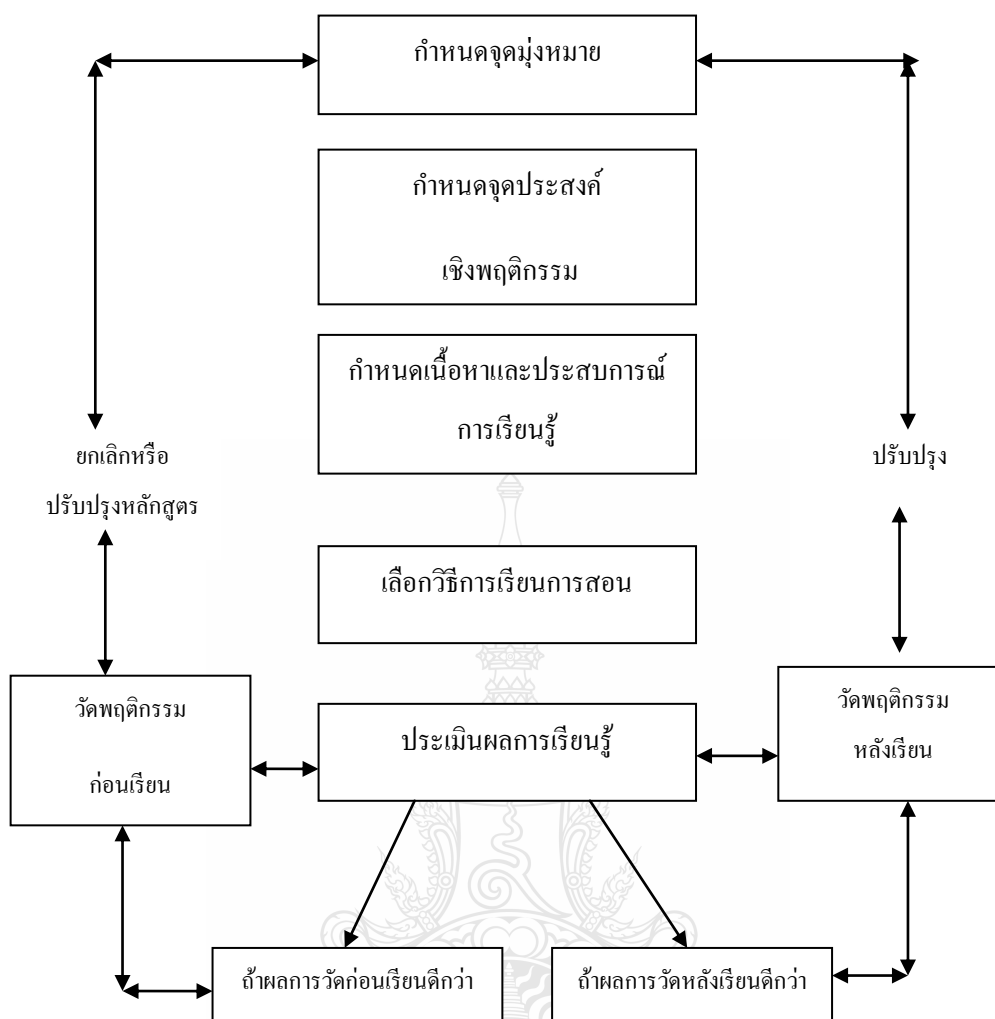 กำหนดจุดมุ่งหมาย
กำหนดจุดประสงค์
เชิงพฤติกรรม
กำหนดเนื้อหาและประสบการณ์
การเรียนรู้
ยกเลิกหรือ
ปรับปรุงหลักสูตร
ปรับปรุง
เลือกวิธีการเรียนการสอน
วัดพฤติกรรม
ก่อนเรียน
ประเมินผลการเรียนรู้
วัดพฤติกรรม
หลังเรียน
ถ้าผลการวัดก่อนเรียนดีกว่า
ถ้าผลการวัดหลังเรียนดีกว่า